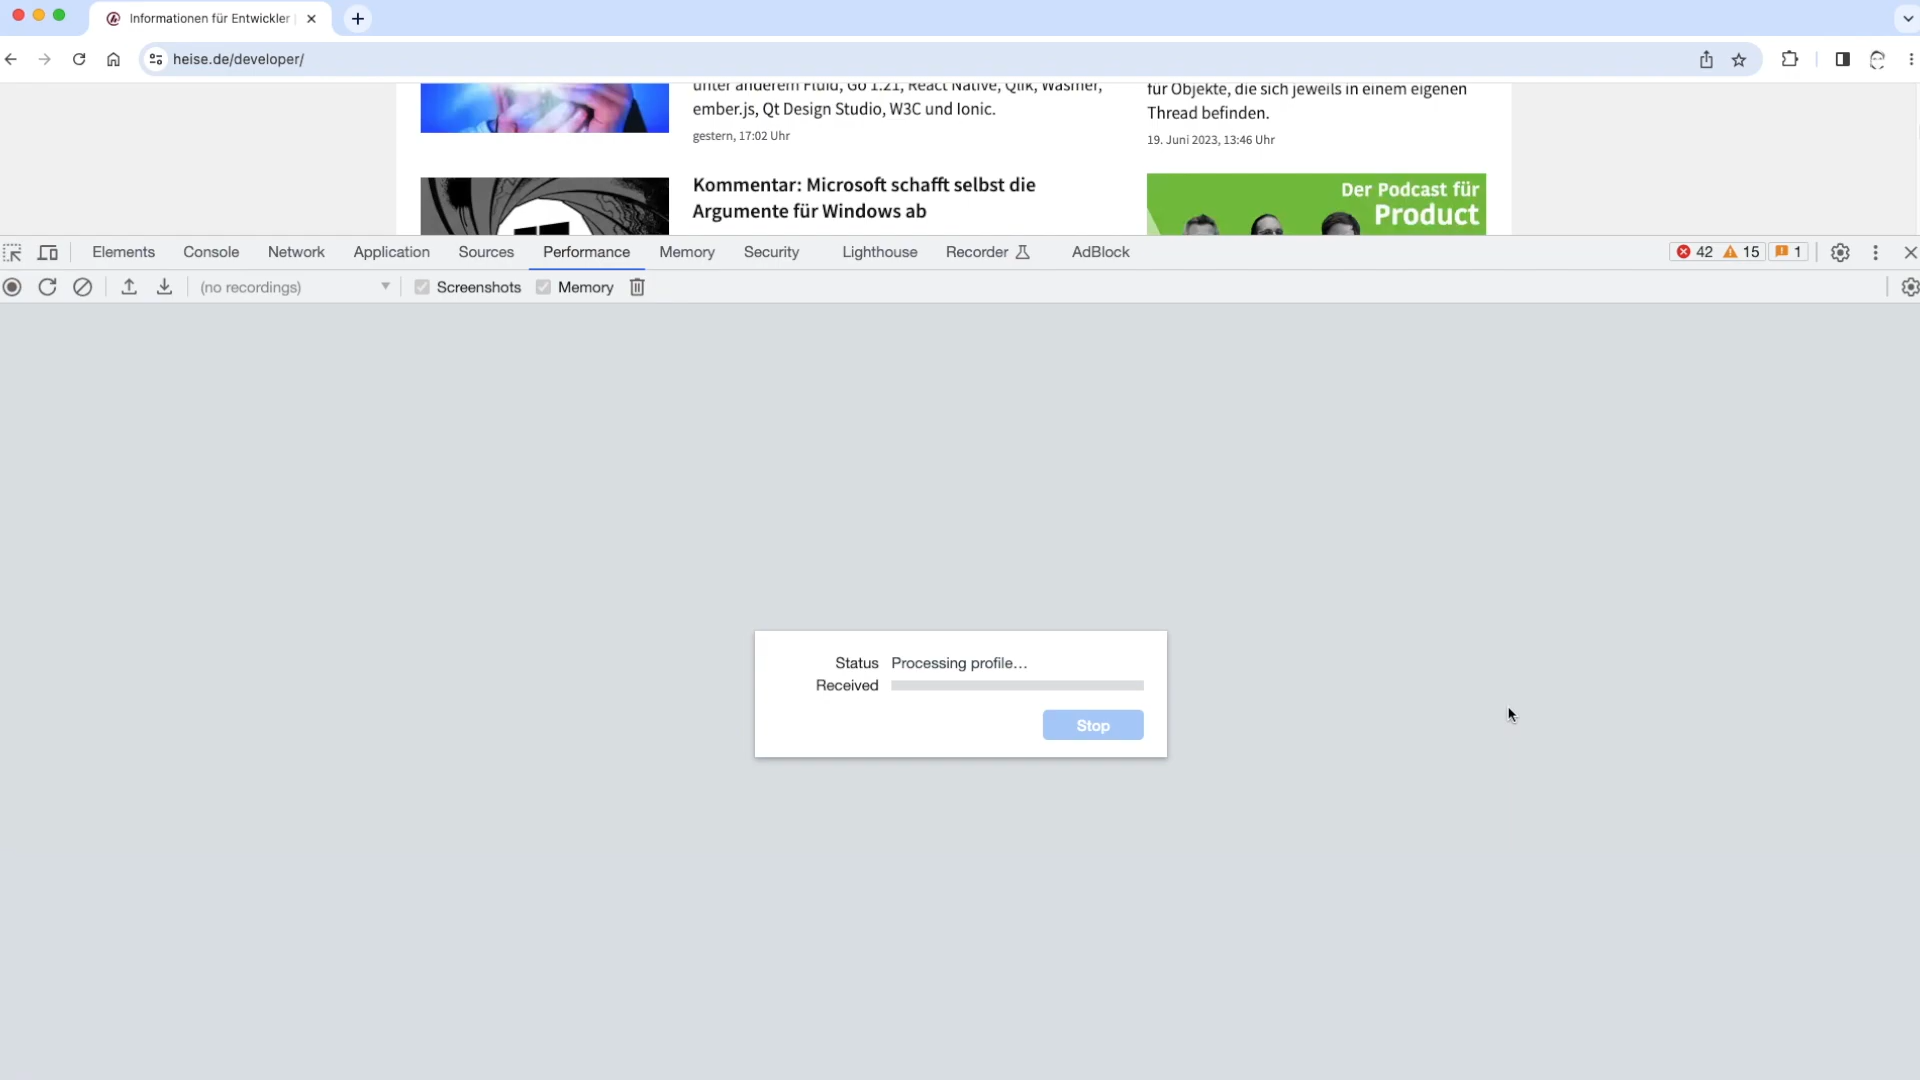 Informationen für Entwickler
heise.de/developer/
unter anderem Fluid, Go 1.21, React Native, Qlik, Wasmer,
ember.js, Qt Design Studio, W3C und Ionic.
gestern, 17:02 Uhr
für Objekte, die sich jeweils in einem eigenen
Thread befinden.
19. Juni 2023, 13:46 Uhr
Kommentar: Microsoft schafft selbst die
Argumente für Windows ab
Der Podcast für
Product
Elements Console Network Application Sources Performance Memory Security Lighthouse Recorder AdBlock 42 15 1
(no recordings) Screenshots Memory
Status Processing profile…
Received
Stop